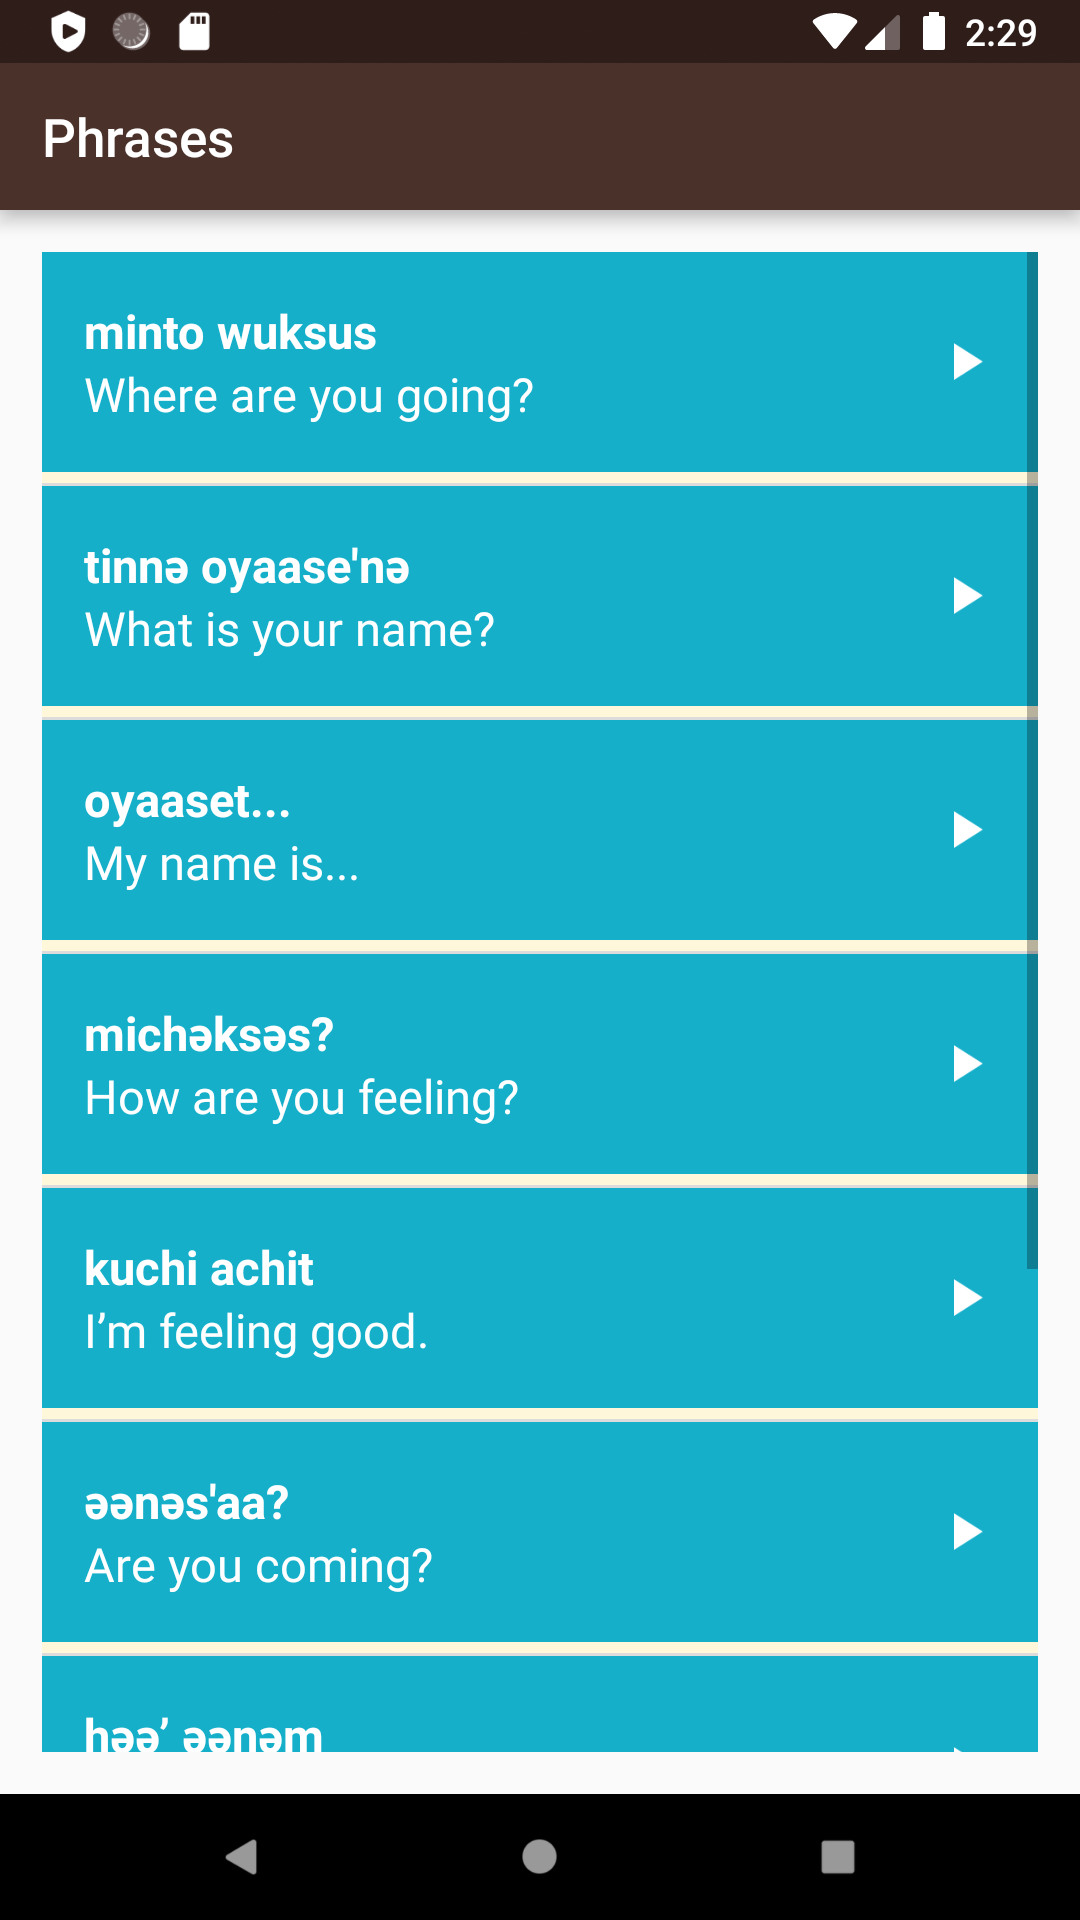 2:29
Phrases
minto wuksus
Where are you going?
tinnə oyaase'nə
What is your name?
oyaaset...
My name is...
michəksəs?
How are you feeling?
kuchi achit
I’m feeling good.
əənəs'aa?
Are you coming?
həə’ əənəm